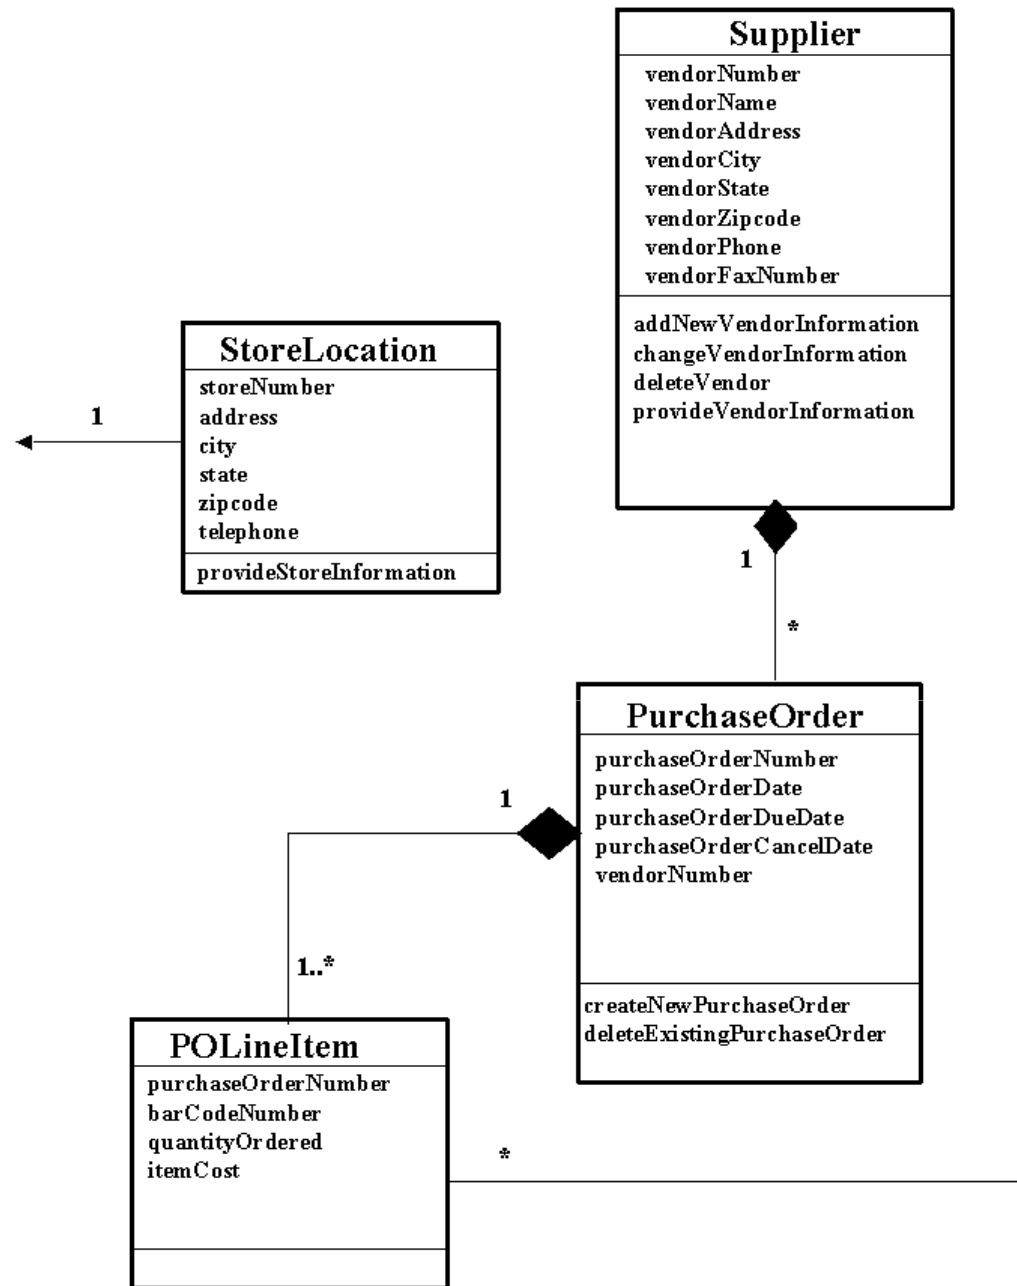 Supplier
vendorNumber
vendorName
vendorAddress
vendorCity
vendorState
vendorZipcode
vendorPhone
vendorFaxNumber
addNewVendorInformation
changeVendorInformation
deleteVendor
provideVendorInformation
StoreLocation
storeNumber
address
city
state
zipcode
telephone
provideStoreInformation
1
1
*
PurchaseOrder
purchaseOrderNumber
purchaseOrderDate
purchaseOrderDueDate
purchaseOrderCancelDate
vendorNumber
createNewPurchaseOrder
deleteExistingPurchaseOrder
1
1..*
POLineItem
purchaseOrderNumber
barCodeNumber
quantityOrdered
itemCost
*